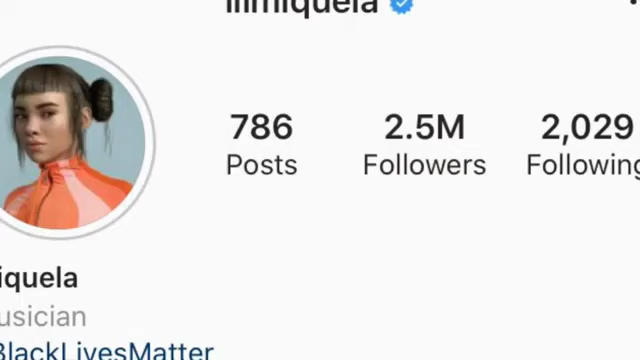 lilmiquela
786 2.5M 2,029
Posts Followers Following
iquela
usician
BlackLivesMatter